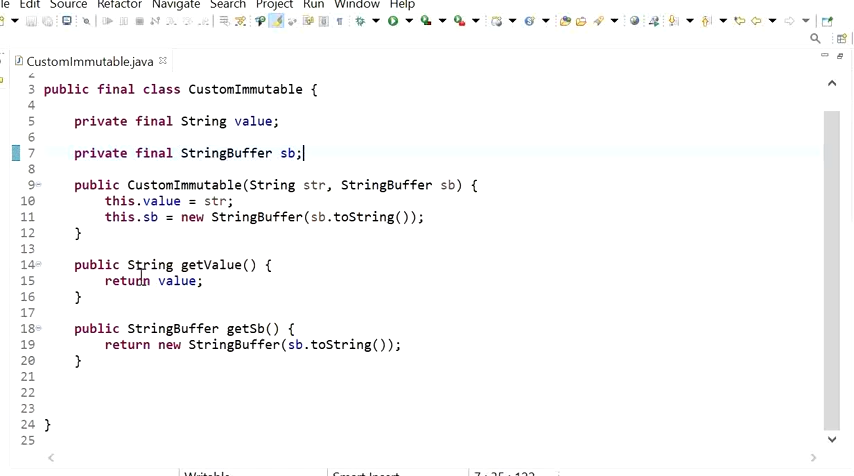 le Edit Source Refactor Navigate Search Project Run Window Help
CustomImmutable.java
2
3 public final class CustomImmutable {
4
5 private final String value;
6
7 private final StringBuffer sb;
8
9 public CustomImmutable(String str, StringBuffer sb) {
10 this.value = str;
11 this.sb = new StringBuffer(sb.toString());
12 }
13
14 public String getValue() {
15 return value;
16 }
17
18 public StringBuffer getSb() {
19 return new StringBuffer(sb.toString());
20 }
21
22
23
24 }
25
Writable Smart Insert 7 : 35 : 122